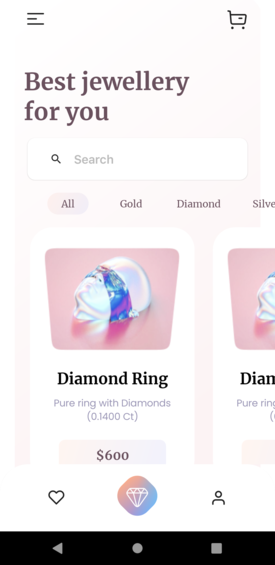 Best jewellery
for you
Search
All Gold Diamond Silve
Diamond Ring Diam
Pure ring with Diamonds Pure rin
(0.1400 Ct) (
$600